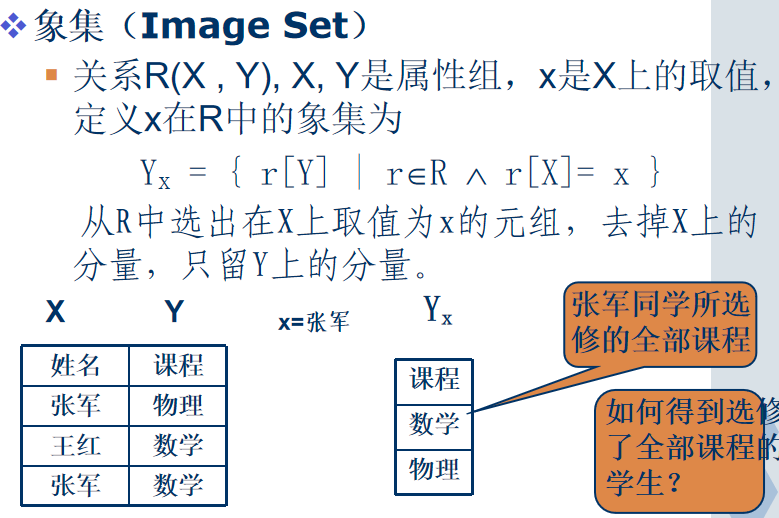 ❖象集（Image Set）
▪ 关系R(X , Y), X, Y是属性组，x是X上的取值，
定义x在R中的象集为
Yx = { r[Y] | r∈R ∧ r[X]= x }
从R中选出在X上取值为x的元组，去掉X上的
分量，只留Y上的分量。
X Y x=张军 Yx
姓名 课程
张军 物理
王红 数学
张军 数学
课程
数学
物理
张军同学所选
修的全部课程
如何得到选修
了全部课程的
学生？